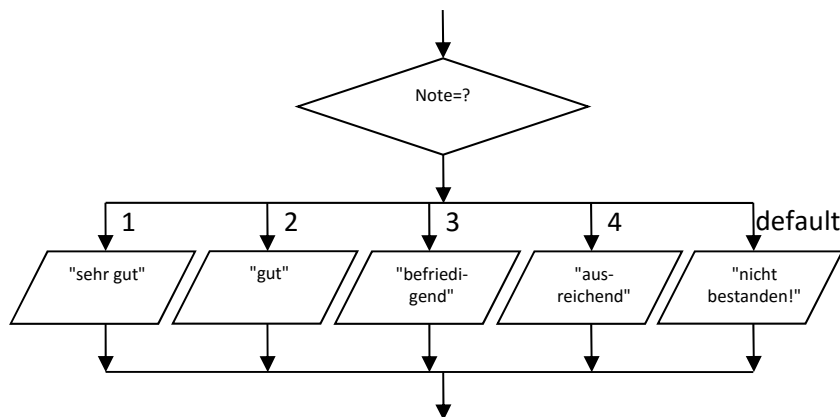 Note=?
1
2
3
4
default
"sehr gut"
"gut"
"befriedi-
gend"
"aus-
reichend"
"nicht
bestanden!"